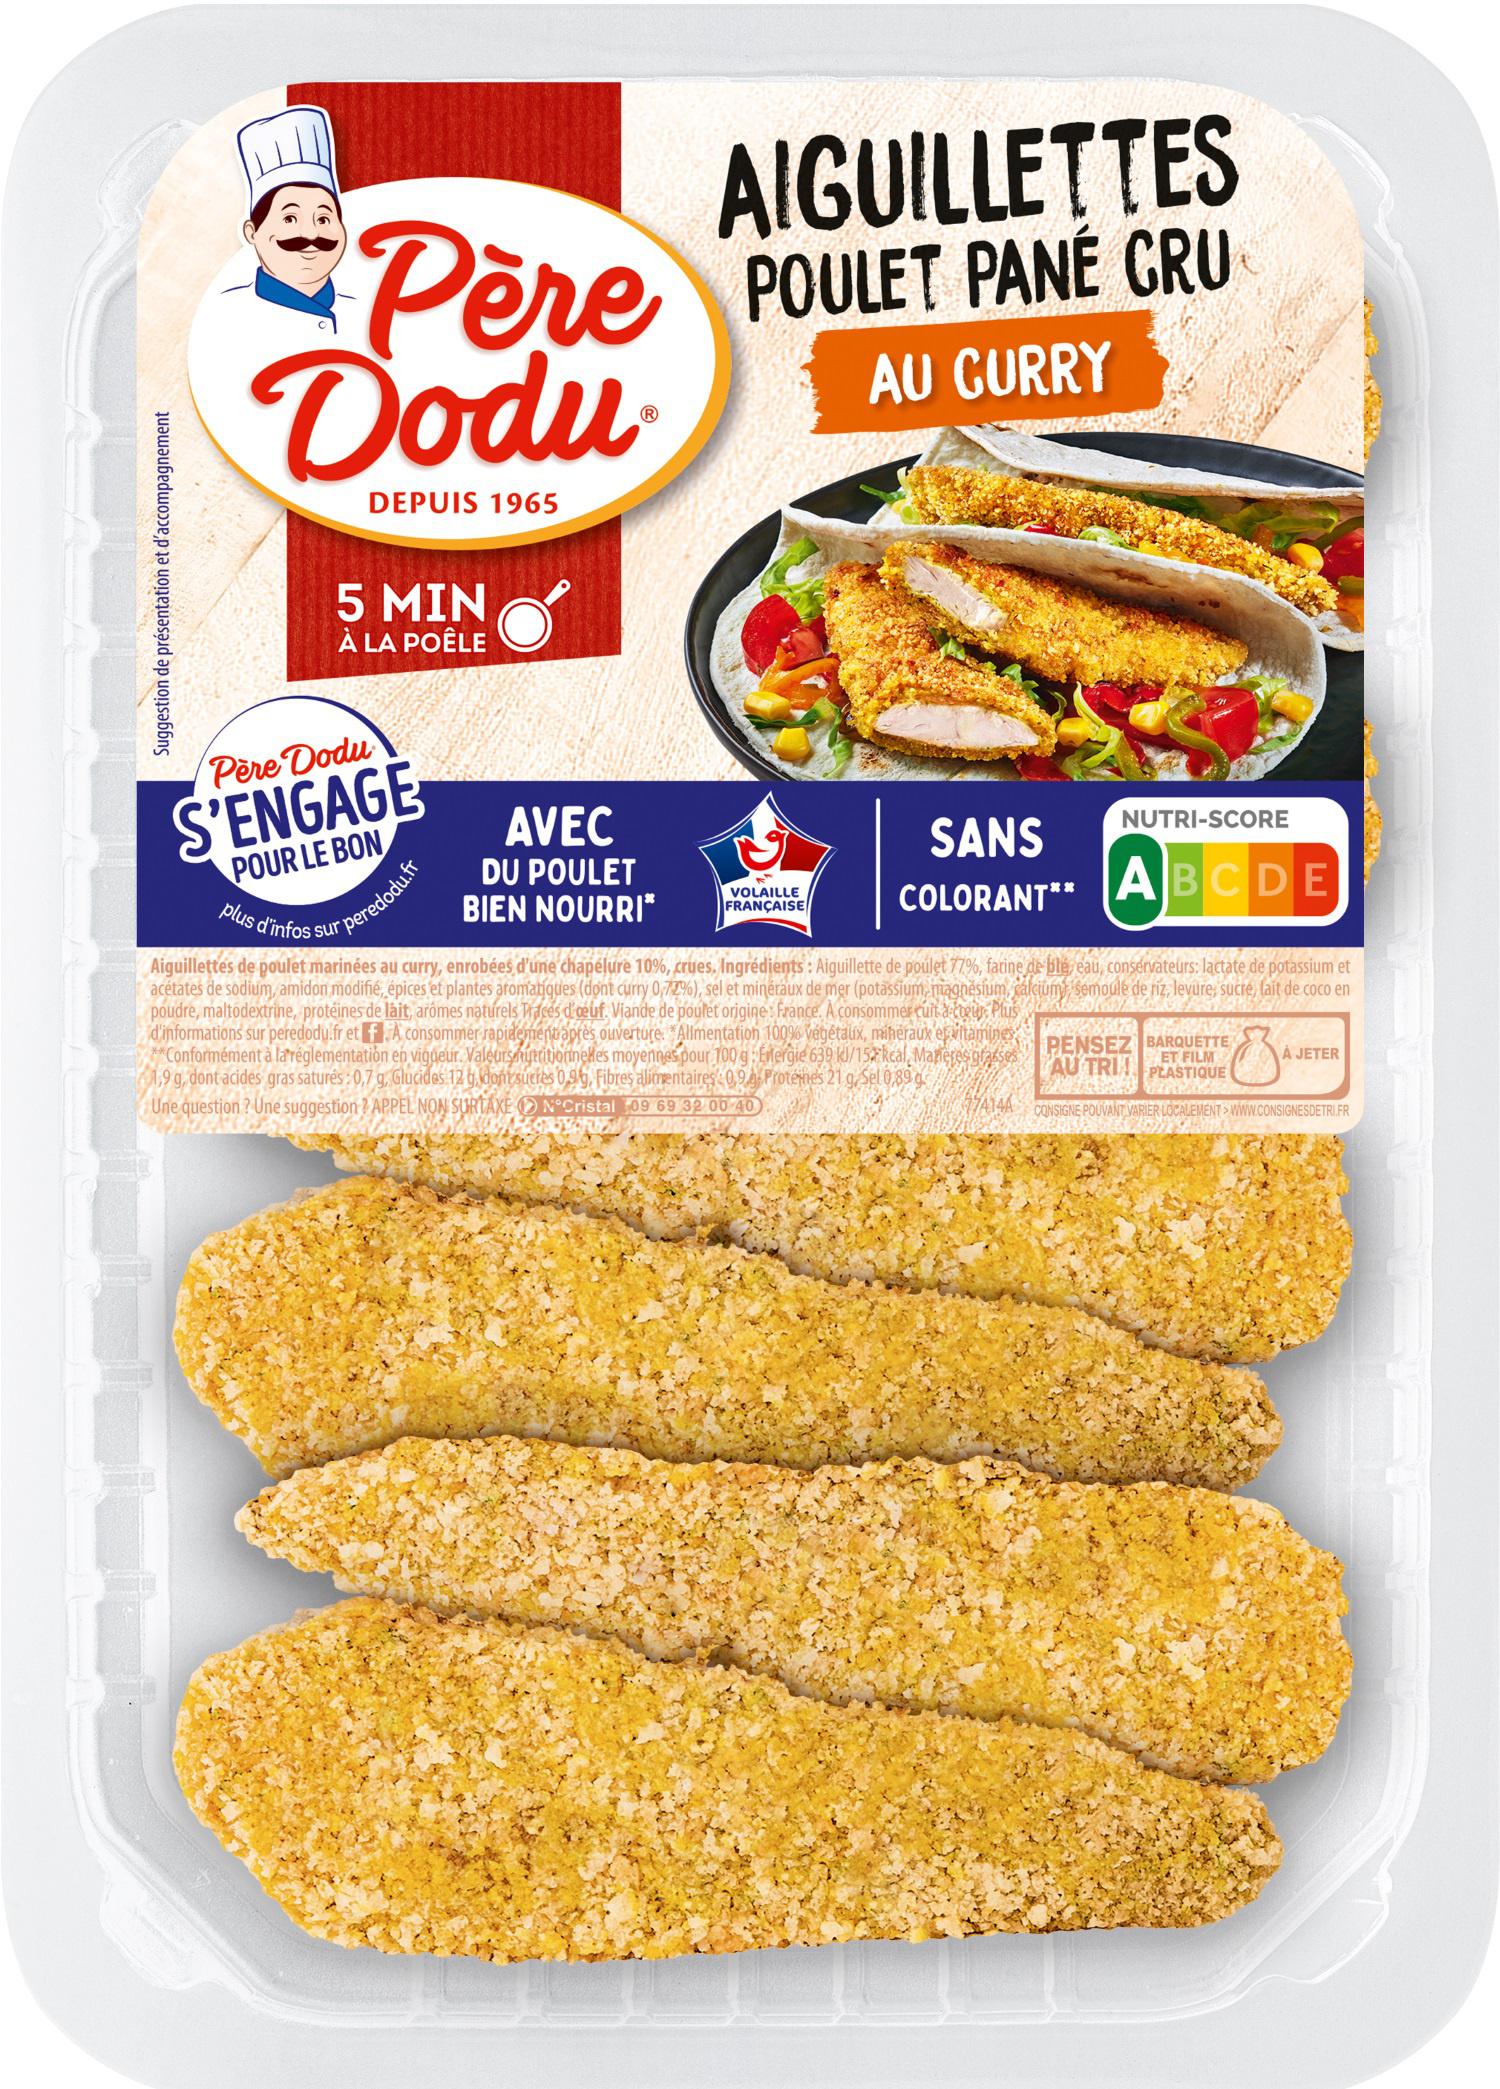 Père
Dodu®
DEPUIS 1965
5 MIN
À LA POÊLE
AIGUILLETTES
POULET PANÉ CRU
AU CURRY
Suggestion de présentation et d'accompagnement
Père Dodu
S'ENGAGE
POUR LE BON
plus d'infos sur peredodu.fr
AVEC
DU POULET
BIEN NOURRI*
VOLAILLE
FRANÇAISE
SANS
COLORANT**
NUTRI-SCORE
A B C D E
Aiguillettes de poulet marinées au curry, enrobées d'une chapelure 10%, crues. Ingrédients : Aiguillette de poulet 77%, farine de blé, eau, conservateurs: lactate de potassium et
acétates de sodium, amidon modifié, épices et plantes aromatiques (dont curry 0,72%), sel et minéraux de mer (potassium, magnésium, calcium), semoule de riz, levure, sucre, lait de coco en
poudre, maltodextrine, protéines de lait, arômes naturels Traces d'œuf. Viande de poulet origine : France. A consommer cuit à cœur. Plus
d'informations sur peredodu.fr et f. A consommer rapidement après ouverture. *Alimentation 100% végétaux, minéraux et vitamines
**Conformément à la réglementation en vigueur. Valeurs nutritionnelles moyennes pour 100 g : Énergie 639 kJ/ kcal, Matières grasses
1,9 g, dont acides gras saturés : 0,7 g, Glucides 12 g, dont sucres 0,9 g, Fibres alimentaires : 0,9 g, Protéines 21 g, Sel 0,89 g.
Une question ? Une suggestion ? APPEL NON SURTAXÉ N°Cristal 09 69 32 00 40
77414A
PENSEZ
AU TRI !
BARQUETTE
ET FILM
PLASTIQUE
À JETER
CONSIGNE POUVANT VARIER LOCALEMENT > WWW.CONSIGNESDETRI.FR